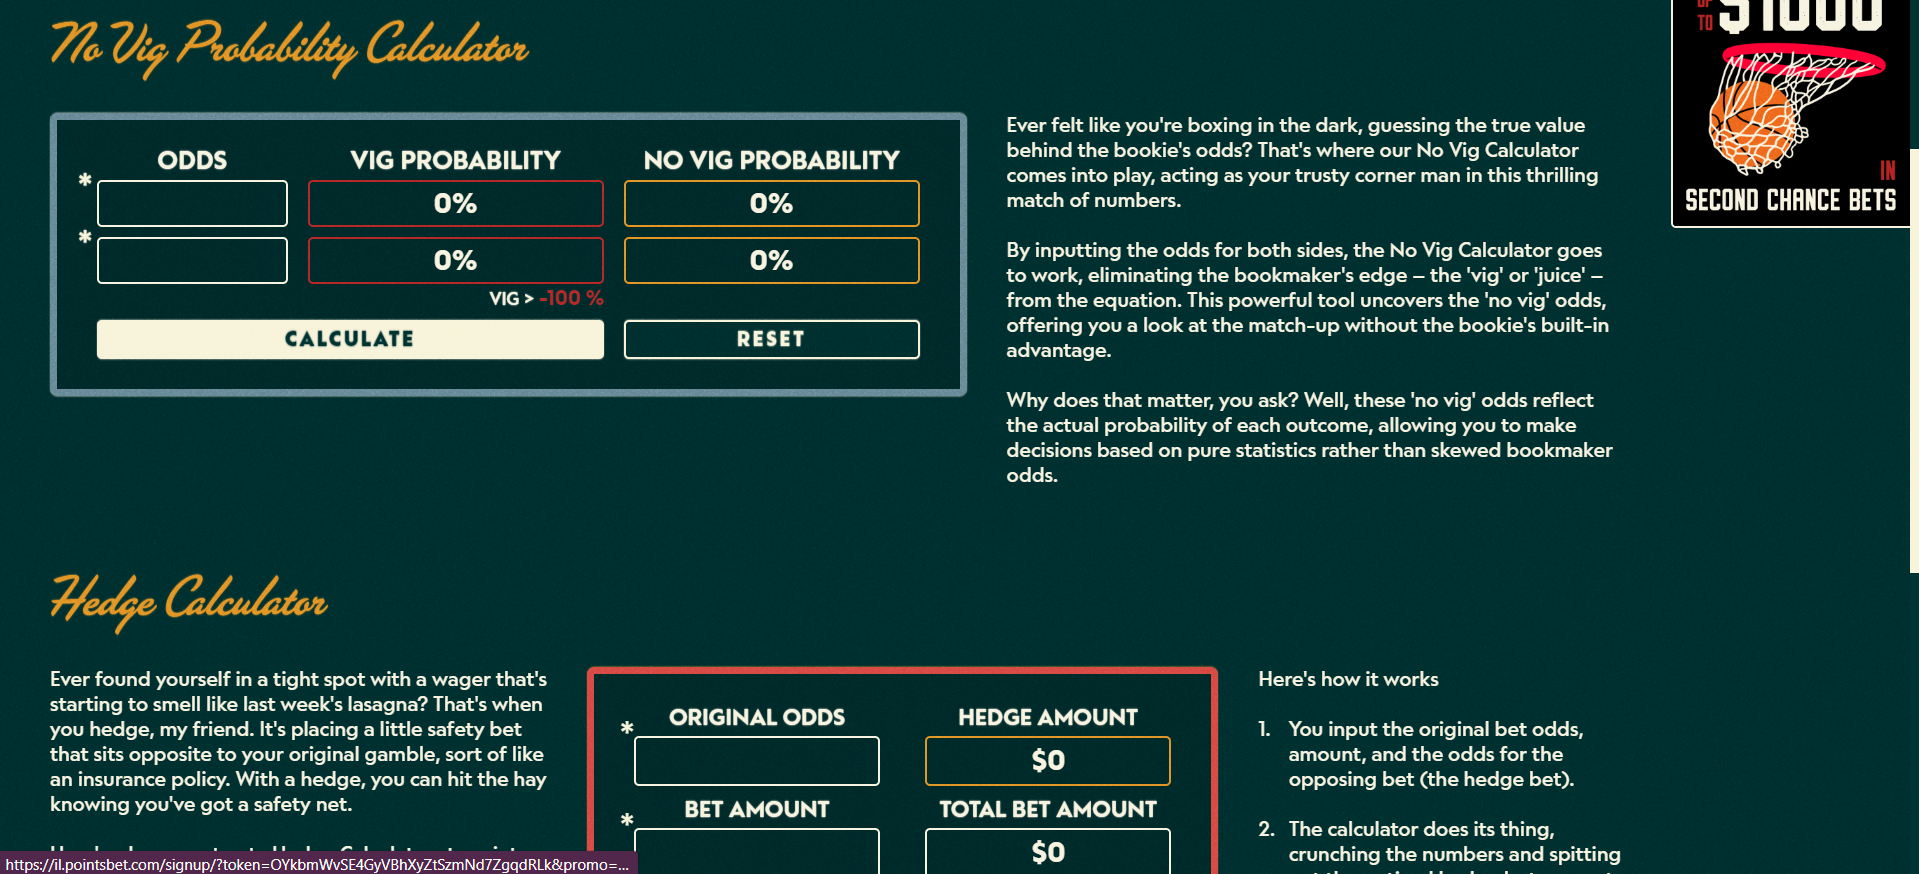 No Vig Probability Calculator
ODDS
VIG PROBABILITY
NO VIG PROBABILITY
*
0%
0%
*
0%
0%
VIG > -100 %
CALCULATE
RESET
Ever felt like you're boxing in the dark, guessing the true value
behind the bookie's odds? That's where our No Vig Calculator
comes into play, acting as your trusty corner man in this thrilling
match of numbers.
By inputting the odds for both sides, the No Vig Calculator goes
to work, eliminating the bookmaker's edge – the 'vig' or 'juice' –
from the equation. This powerful tool uncovers the 'no vig' odds,
offering you a look at the match-up without the bookie's built-in
advantage.
Why does that matter, you ask? Well, these 'no vig' odds reflect
the actual probability of each outcome, allowing you to make
decisions based on pure statistics rather than skewed bookmaker
odds.
UP
TO
$1000
IN
SECOND CHANCE BETS
Hedge Calculator
Ever found yourself in a tight spot with a wager that's
starting to smell like last week's lasagna? That's when
you hedge, my friend. It's placing a little safety bet
that sits opposite to your original gamble, sort of like
an insurance policy. With a hedge, you can hit the hay
knowing you've got a safety net.
ORIGINAL ODDS
HEDGE AMOUNT
*
$0
BET AMOUNT
TOTAL BET AMOUNT
*
$0
Here's how it works
1. You input the original bet odds,
amount, and the odds for the
opposing bet (the hedge bet).
2. The calculator does its thing,
crunching the numbers and spitting
https://il.pointsbet.com/signup/?token=OYkbmWvSE4GyVBhXyZtSzmNd7ZgqdRLk&promo=...